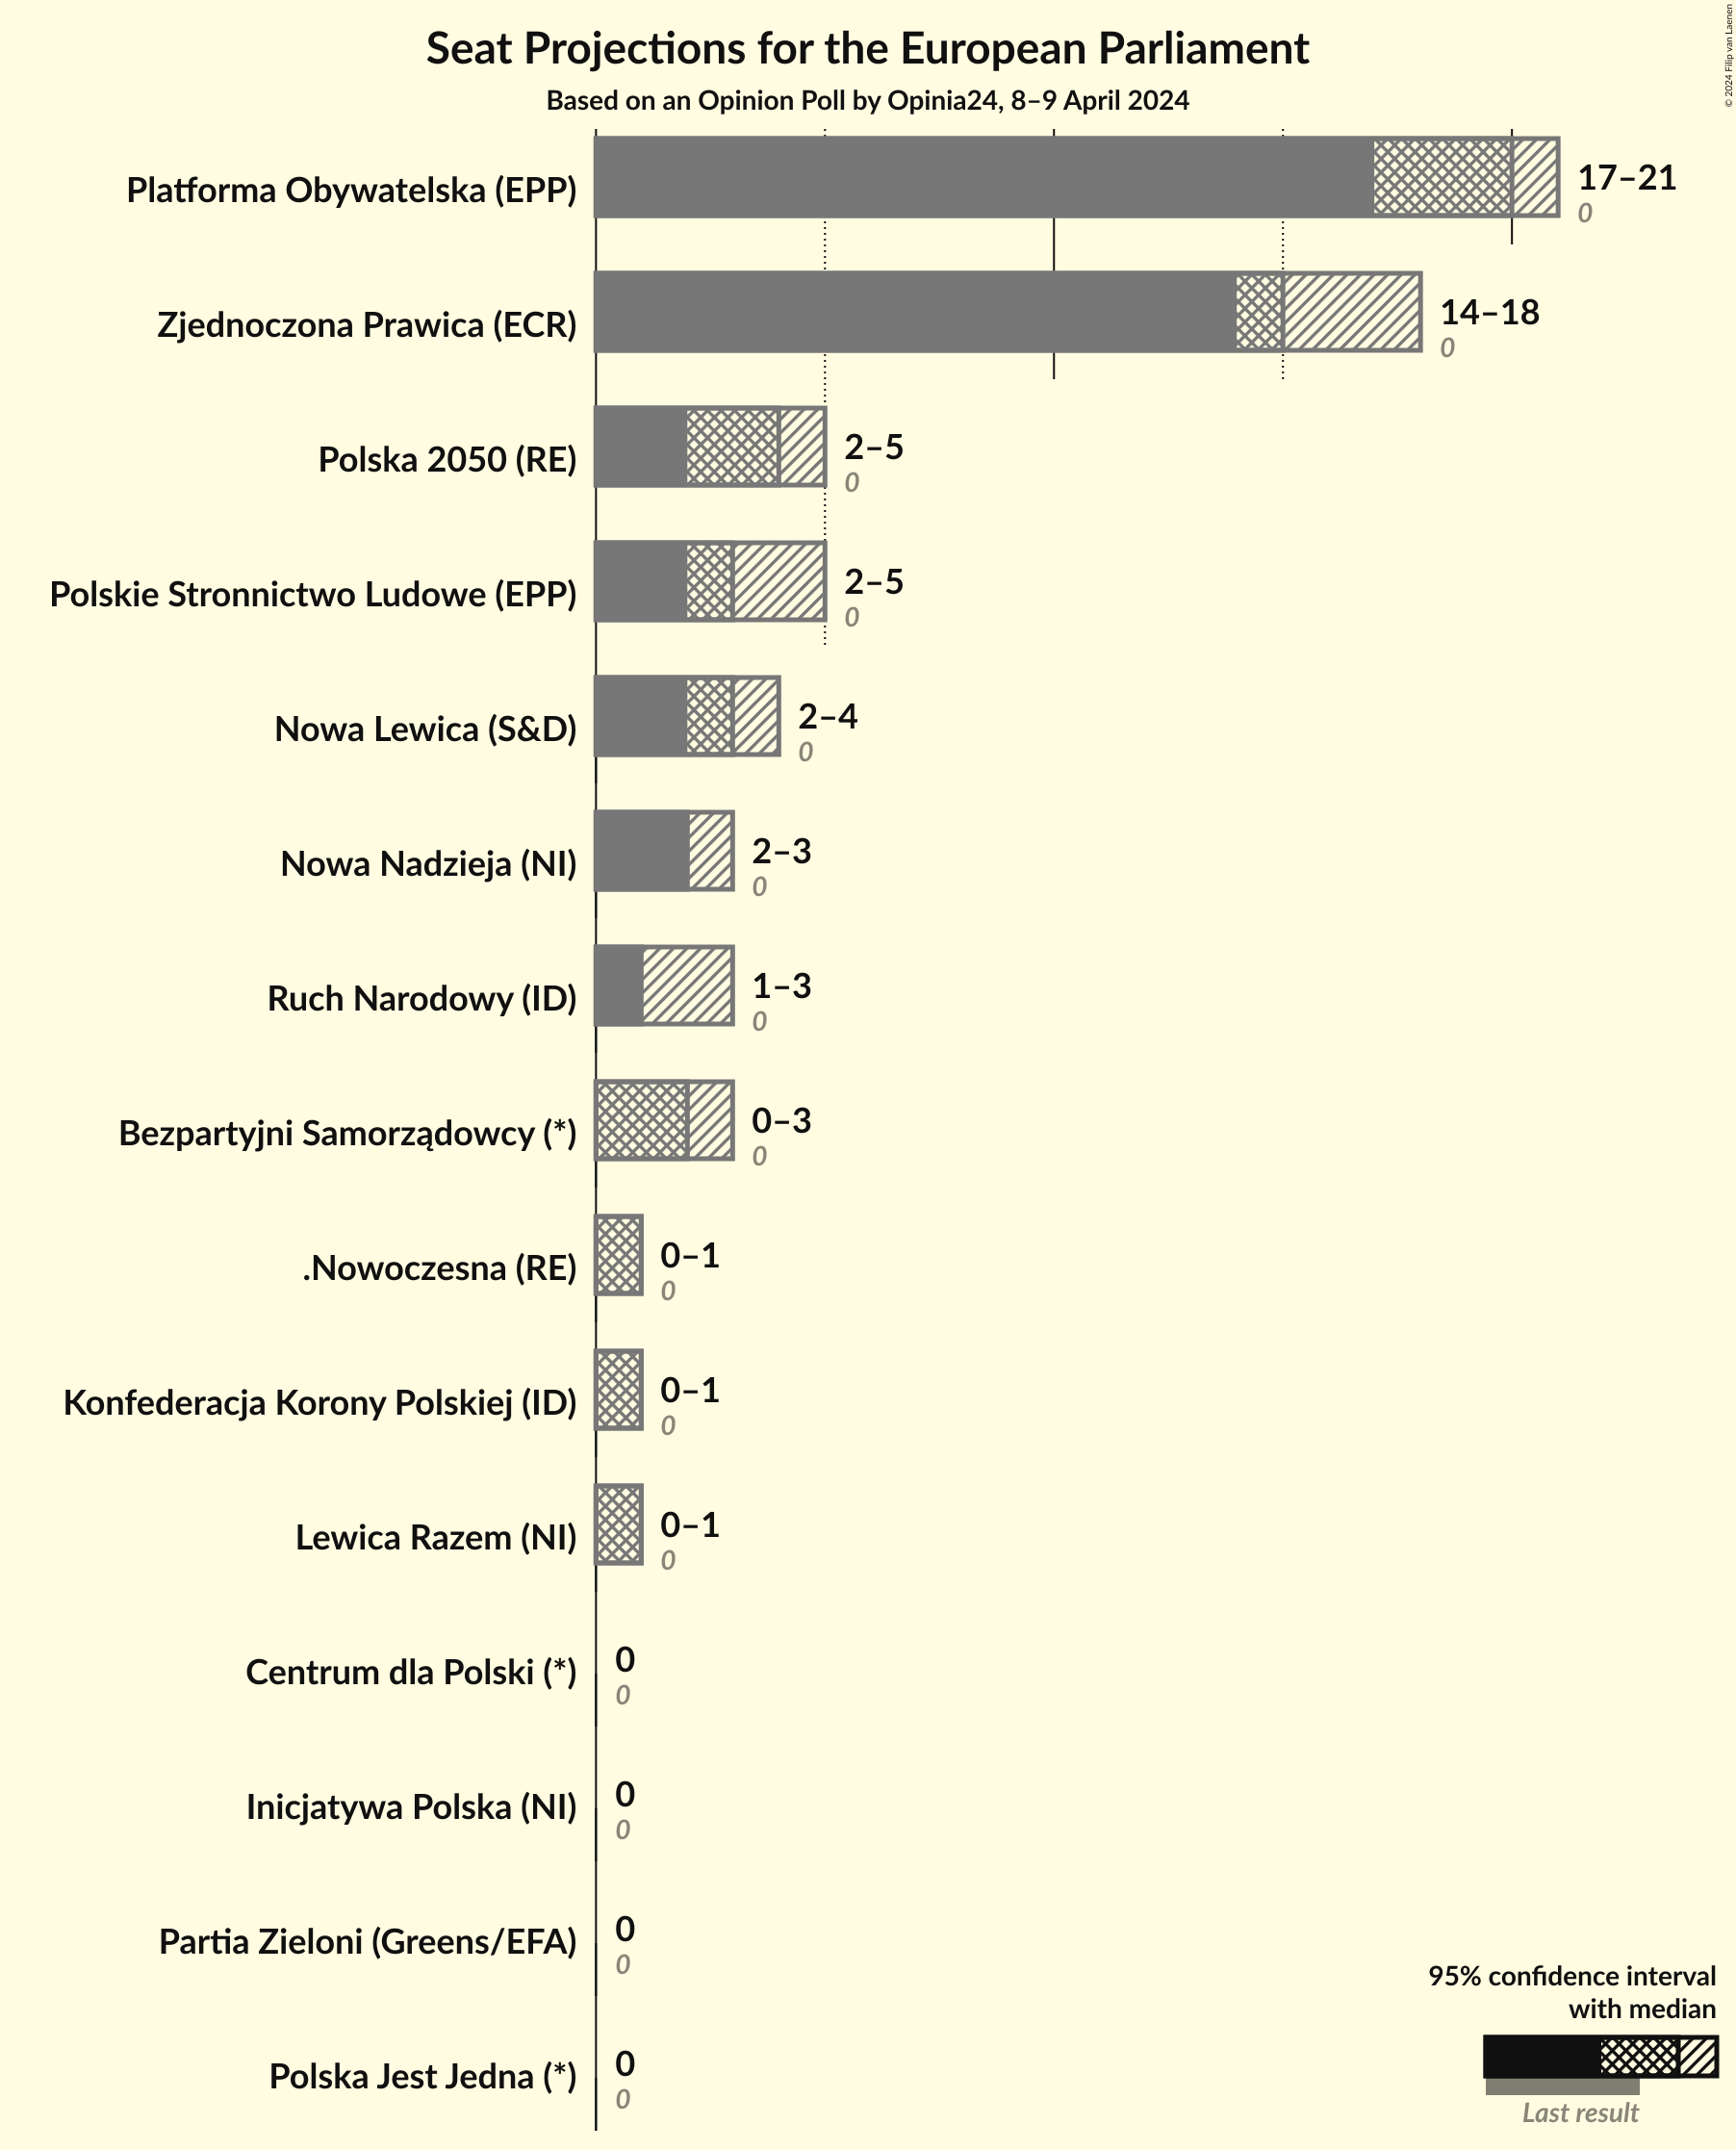 Seat Projections for the European Parliament
Based on an Opinion Poll by Opinia24, 8–9 April 2024
© 2024 Filip van Laenen
Platforma Obywatelska (EPP)
17–21
0
Zjednoczona Prawica (ECR)
14–18
0
Polska 2050 (RE)
2–5
0
Polskie Stronnictwo Ludowe (EPP)
2–5
0
Nowa Lewica (S&D)
2–4
0
Nowa Nadzieja (NI)
2–3
0
Ruch Narodowy (ID)
1–3
0
Bezpartyjni Samorządowcy (*)
0–3
0
.Nowoczesna (RE)
0–1
0
Konfederacja Korony Polskiej (ID)
0–1
0
Lewica Razem (NI)
0–1
0
Centrum dla Polski (*)
0
0
Inicjatywa Polska (NI)
0
0
Partia Zieloni (Greens/EFA)
0
0
Polska Jest Jedna (*)
0
0
95% confidence interval
with median
Last result